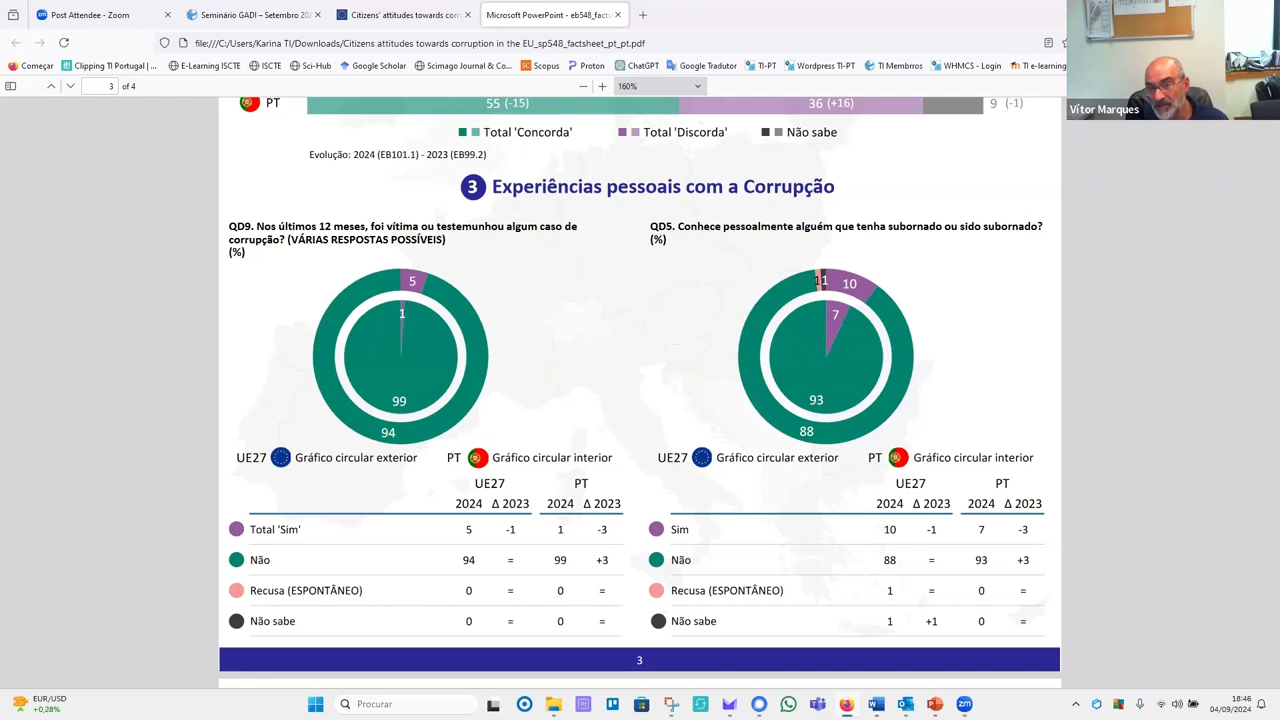 Post Attendee - Zoom
Seminário GADI – Setembro 202
Citizens' attitudes towards corr
Microsoft PowerPoint - eb548_facts
file:///C:/Users/Karina TI/Downloads/Citizens attitudes towards corruption in the EU_sp548_factsheet_pt_pt.pdf
Começar
Clipping TI Portugal |...
E-Learning ISCTE
ISCTE
Sci-Hub
Google Scholar
Scimago Journal & Co...
Scopus
Proton
ChatGPT
Google Tradutor
TI-PT
Wordpress TI-PT
TI Membrros
WHMCS - Login
TI e-learning
3 of 4
160%
Vítor Marques
PT
55 (-15)
36 (+16)
9 (-1)
Total 'Concorda'
Total 'Discorda'
Não sabe
Evolução: 2024 (EB101.1) - 2023 (EB99.2)
3 Experiências pessoais com a Corrupção
QD9. Nos últimos 12 meses, foi vítima ou testemunhou algum caso de
corrupção? (VÁRIAS RESPOSTAS POSSÍVEIS)
(%)
5
1
99
94
UE27 Gráfico circular exterior
PT Gráfico circular interior
UE27 PT
2024 Δ 2023 2024 Δ 2023
Total 'Sim' 5 -1 1 -3
Não 94 = 99 +3
Recusa (ESPONTÂNEO) 0 = 0 =
Não sabe 0 = 0 =
QD5. Conhece pessoalmente alguém que tenha subornado ou sido subornado?
(%)
1 1 10
7
93
88
UE27 Gráfico circular exterior
PT Gráfico circular interior
UE27 PT
2024 Δ 2023 2024 Δ 2023
Sim 10 -1 7 -3
Não 88 = 93 +3
Recusa (ESPONTÂNEO) 1 = 0 =
Não sabe 1 +1 0 =
3
EUR/USD
+0,28%
Procurar
18:46
04/09/2024